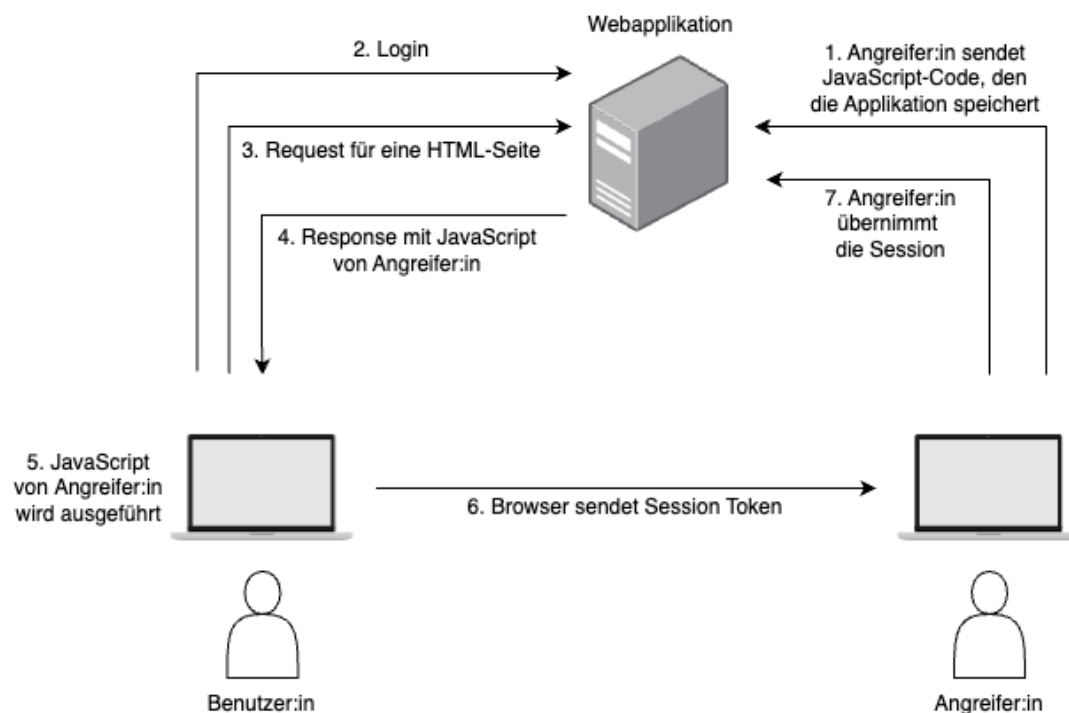 Webapplikation
2. Login
1. Angreifer:in sendet
JavaScript-Code, den
die Applikation speichert
3. Request für eine HTML-Seite
7. Angreifer:in
übernimmt
die Session
4. Response mit JavaScript
von Angreifer:in
5. JavaScript
von Angreifer:in
wird ausgeführt
6. Browser sendet Session Token
Benutzer:in
Angreifer:in